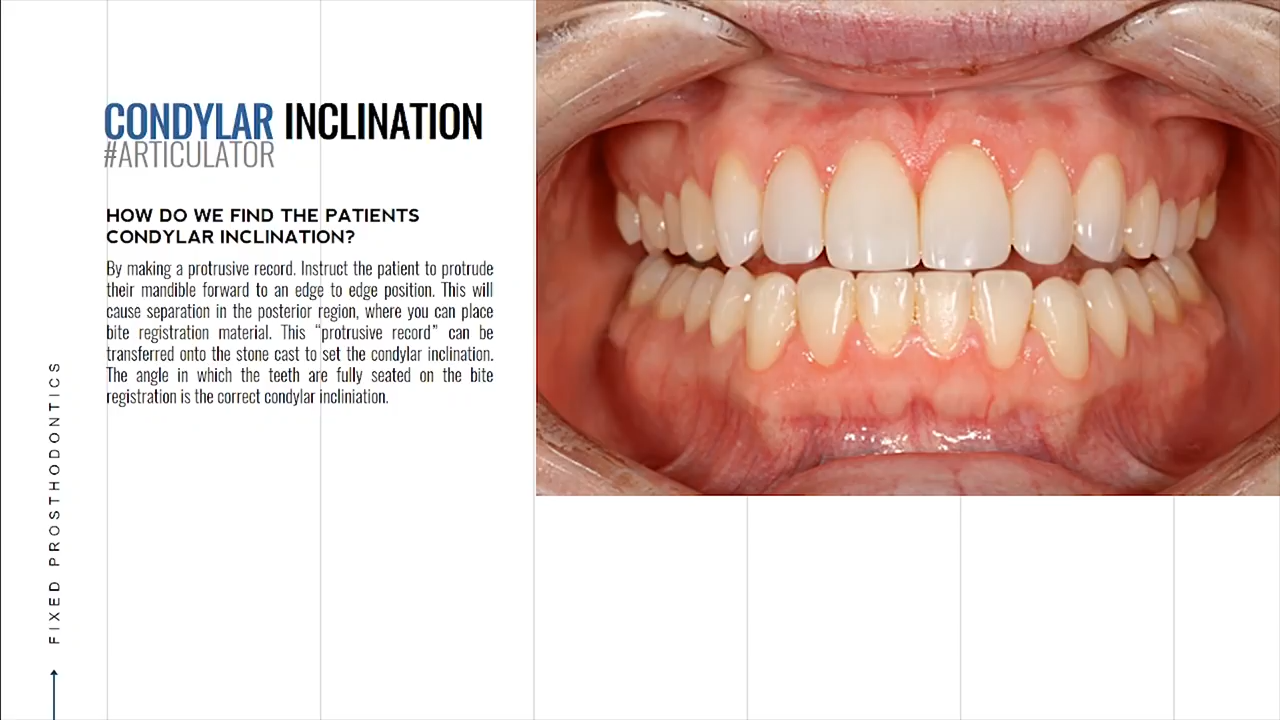 CONDYLAR INCLINATION
#ARTICULATOR
HOW DO WE FIND THE PATIENTS
CONDYLAR INCLINATION?
By making a protrusive record. Instruct the patient to protrude
their mandible forward to an edge to edge position. This will
cause separation in the posterior region, where you can place
bite registration material. This “protrusive record” can be
transferred onto the stone cast to set the condylar inclination.
The angle in which the teeth are fully seated on the bite
registration is the correct condylar incliniation.
FIXED PROSTHODONTICS